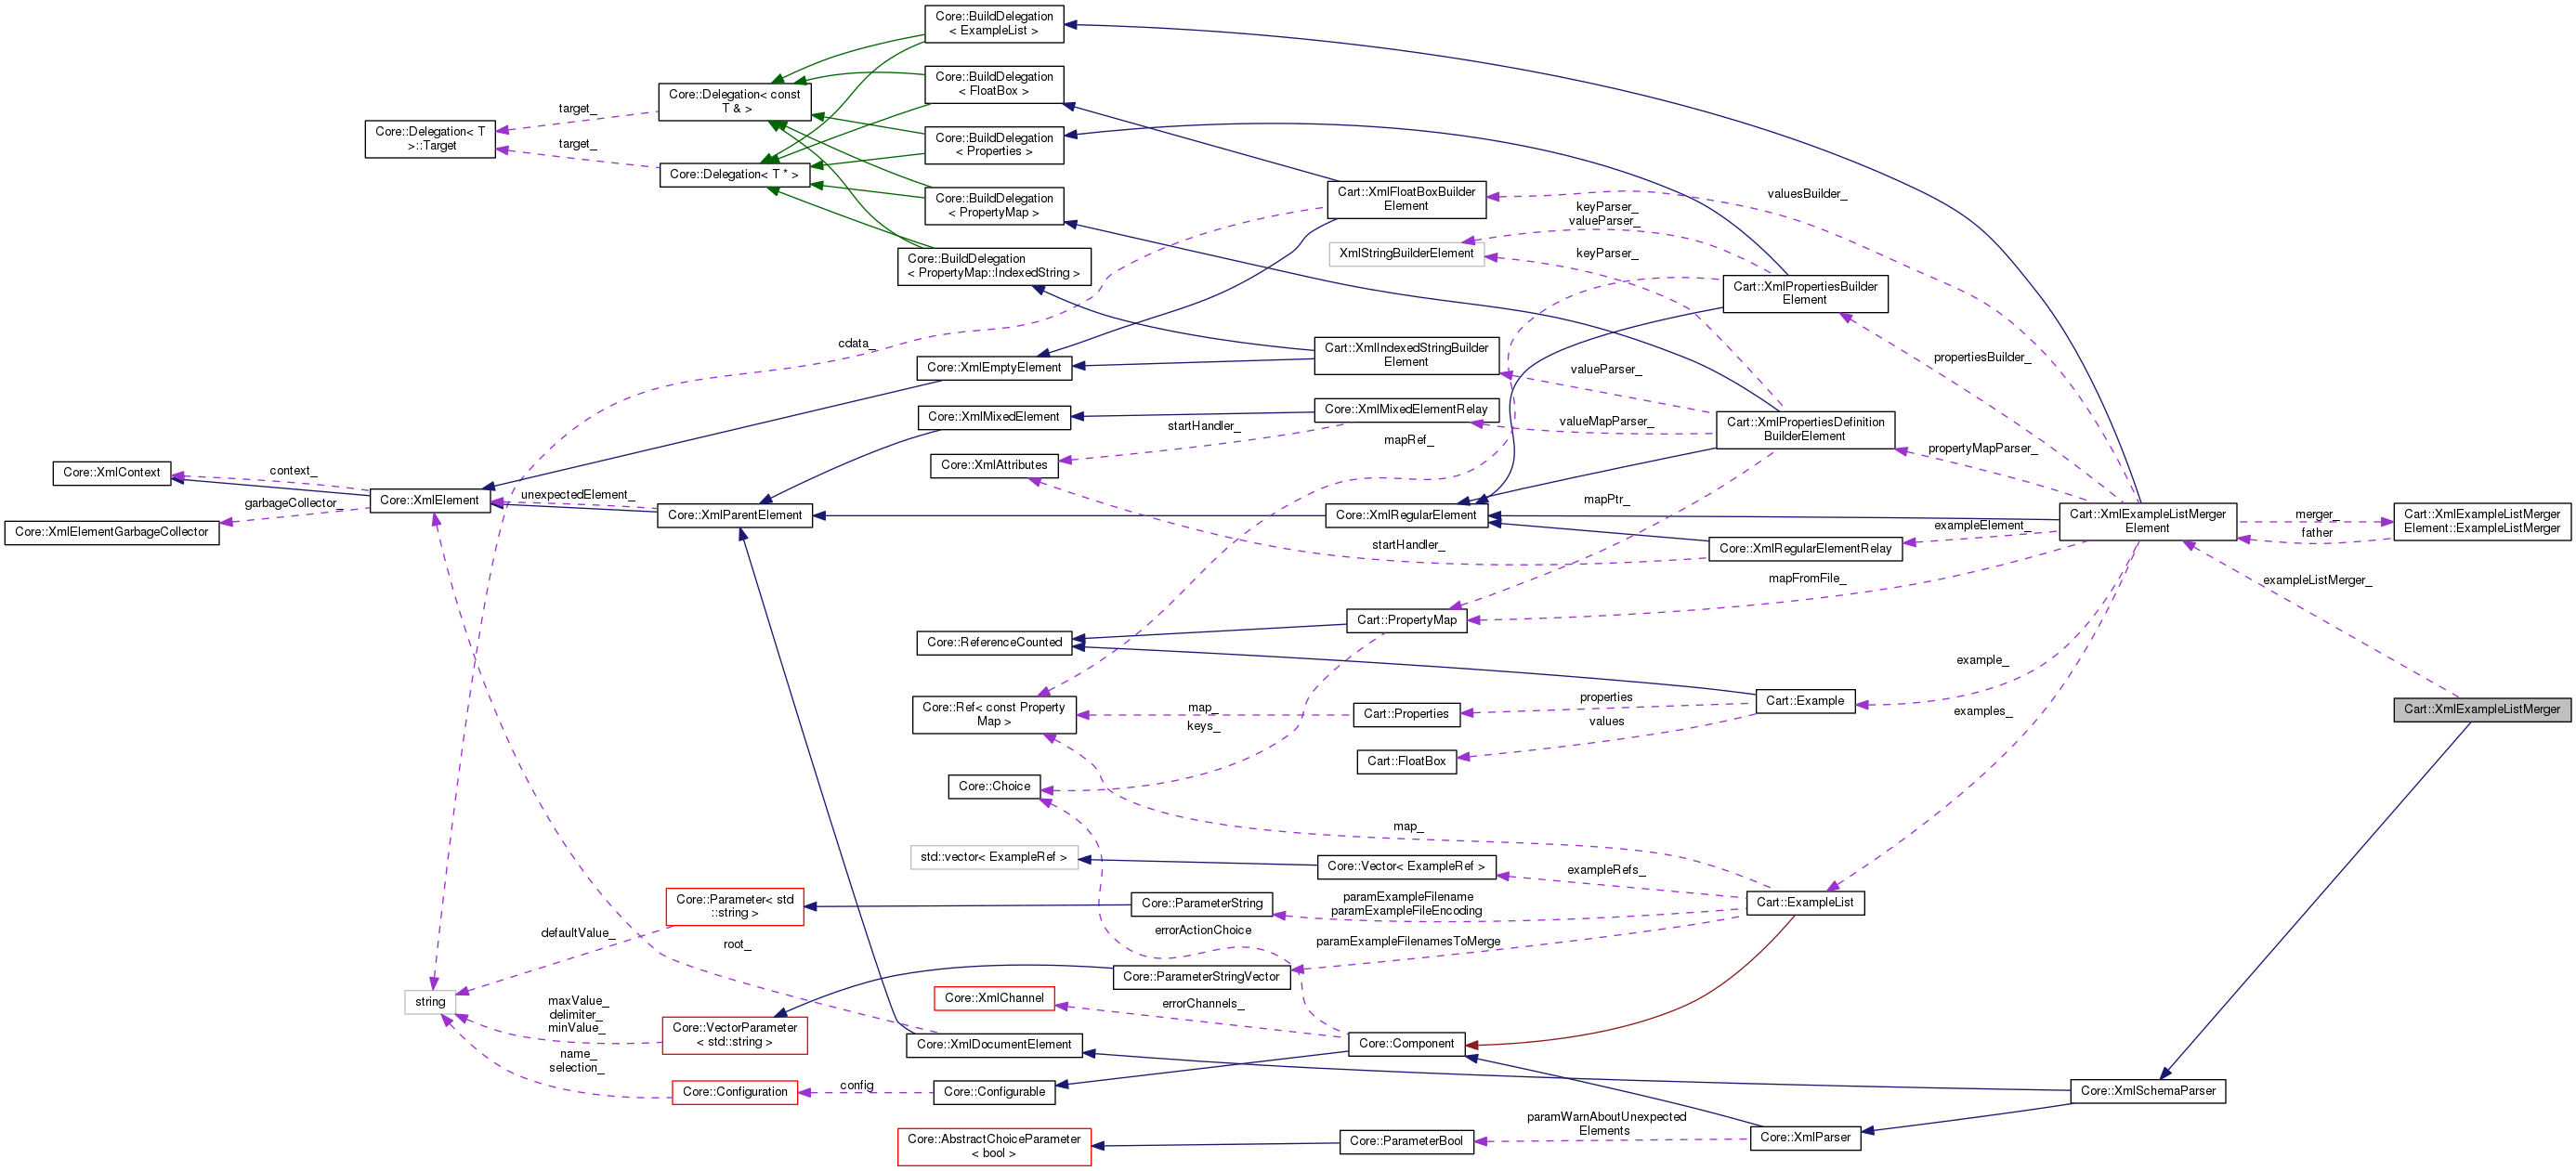 Core::BuildDelegation
< ExampleList >
Core::BuildDelegation
< FloatBox >
Core::Delegation< const
T & >
target_
Core::Delegation< T
>::Target
target_
Core::Delegation< T * >
Core::BuildDelegation
< Properties >
Core::BuildDelegation
< PropertyMap >
Core::BuildDelegation
< PropertyMap::IndexedString >
Cart::XmlFloatBoxBuilder
Element
valuesBuilder_
keyParser_
valueParser_
XmlStringBuilderElement
keyParser_
Cart::XmlPropertiesBuilder
Element
cdata_
Core::XmlEmptyElement
Cart::XmlIndexedStringBuilder
Element
propertiesBuilder_
valueParser_
Core::XmlMixedElement
Core::XmlMixedElementRelay
startHandler_
mapRef_
valueMapParser_
Cart::XmlPropertiesDefinition
BuilderElement
propertyMapParser_
Core::XmlContext
context_
Core::XmlAttributes
Core::XmlElement
garbageCollector_
Core::XmlElementGarbageCollector
unexpectedElement_
Core::XmlParentElement
Core::XmlRegularElement
mapPtr_
startHandler_
exampleElement_
Core::XmlRegularElementRelay
Cart::XmlExampleListMerger
Element
merger_
father
Cart::XmlExampleListMerger
Element::ExampleListMerger
mapFromFile_
exampleListMerger_
Cart::PropertyMap
Core::ReferenceCounted
example_
Core::Ref< const Property
Map >
map_
keys_
Cart::Properties
properties
values
Cart::Example
examples_
Cart::XmlExampleListMerger
Cart::FloatBox
Core::Choice
map_
std::vector< ExampleRef >
Core::Vector< ExampleRef >
exampleRefs_
Core::Parameter< std
::string >
Core::ParameterString
paramExampleFilename
paramExampleFileEncoding
Cart::ExampleList
defaultValue_
root_
errorActionChoice
paramExampleFilenamesToMerge
Core::ParameterStringVector
string
maxValue_
delimiter_
minValue_
Core::XmlChannel
errorChannels_
Core::VectorParameter
< std::string >
Core::XmlDocumentElement
Core::Component
name_
selection_
Core::Configuration
config
Core::Configurable
Core::XmlSchemaParser
Core::AbstractChoiceParameter
< bool >
Core::ParameterBool
paramWarnAboutUnexpected
Elements
Core::XmlParser